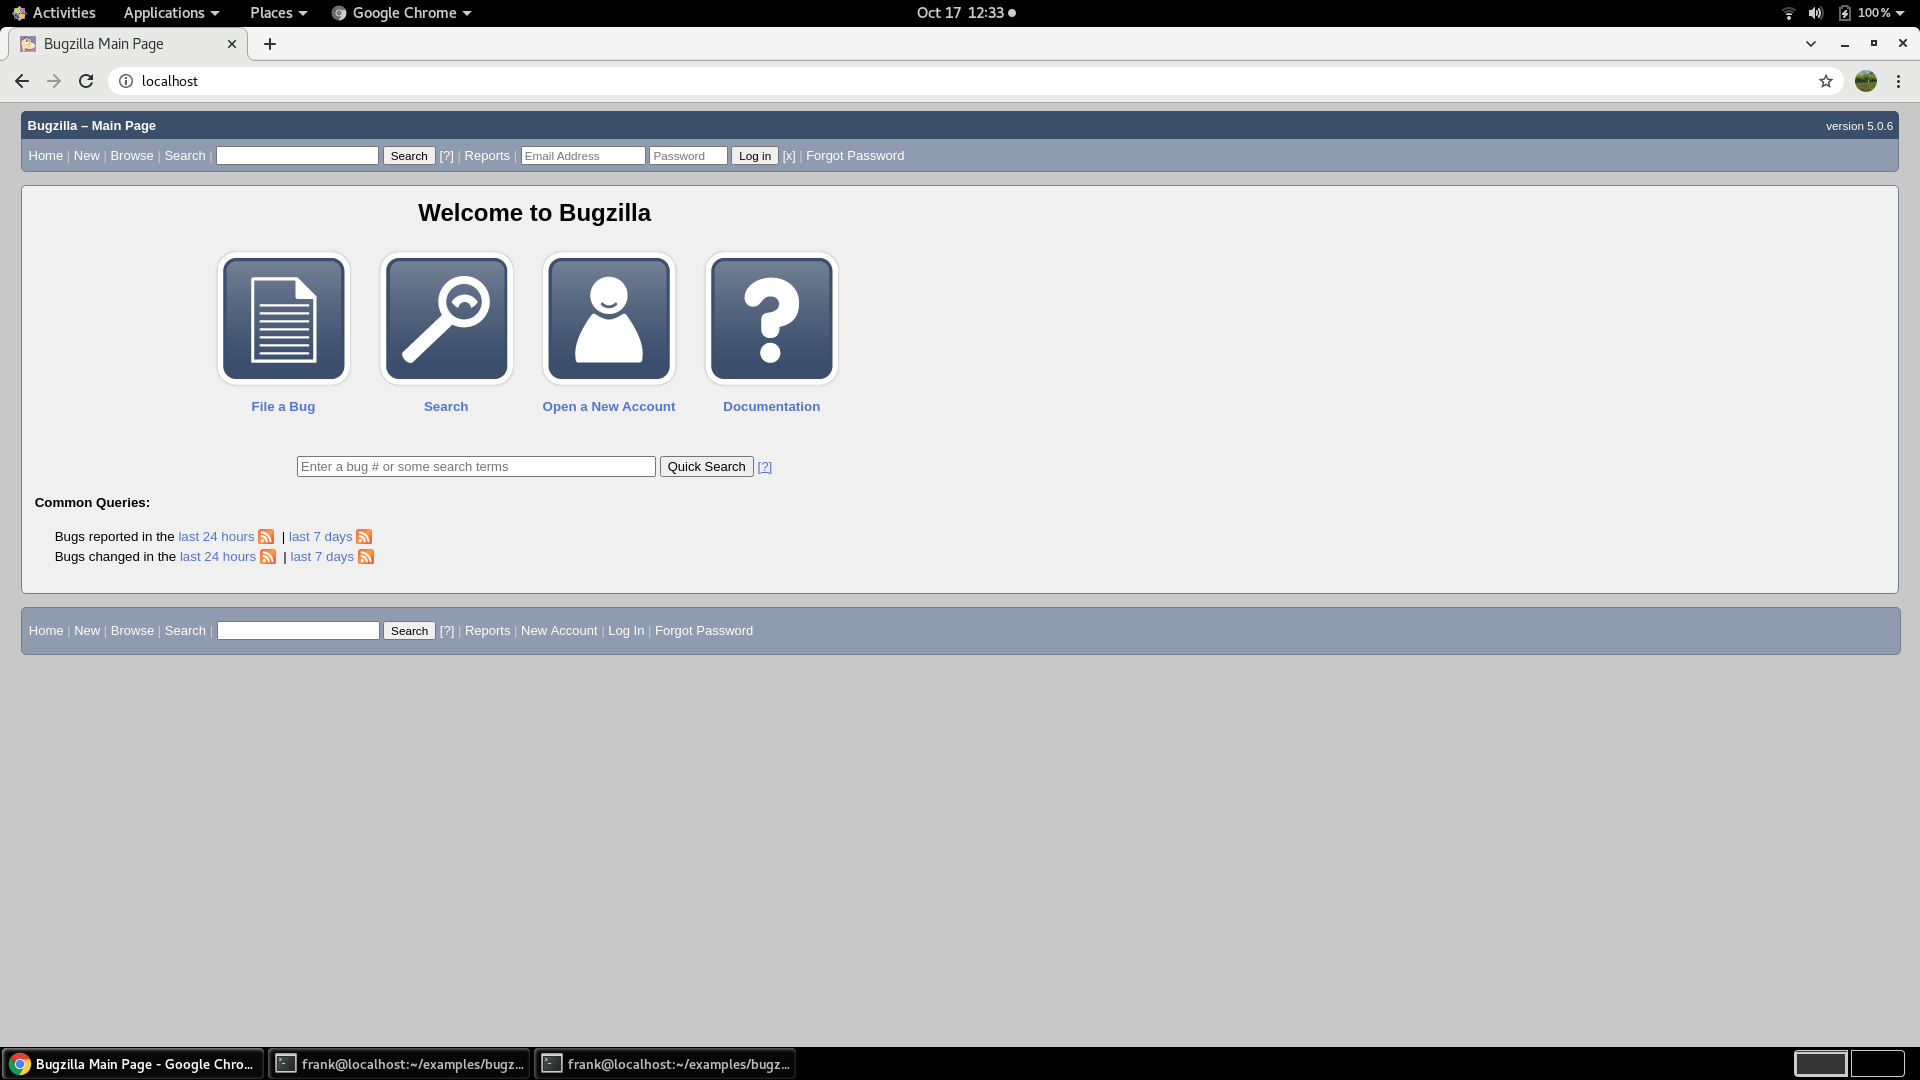 Activities Applications Places Google Chrome Oct 17 12:33 100%
Bugzilla Main Page
localhost
Bugzilla – Main Page version 5.0.6
Home | New | Browse | Search | Search [?] | Reports | Email Address Password Log in [x] | Forgot Password
Welcome to Bugzilla
File a Bug Search Open a New Account Documentation
Enter a bug # or some search terms Quick Search [?]
Common Queries:
Bugs reported in the last 24 hours | last 7 days
Bugs changed in the last 24 hours | last 7 days
Home | New | Browse | Search | Search [?] | Reports | New Account | Log In | Forgot Password
Bugzilla Main Page - Google Chro... frank@localhost:~/examples/bugz... frank@localhost:~/examples/bugz...